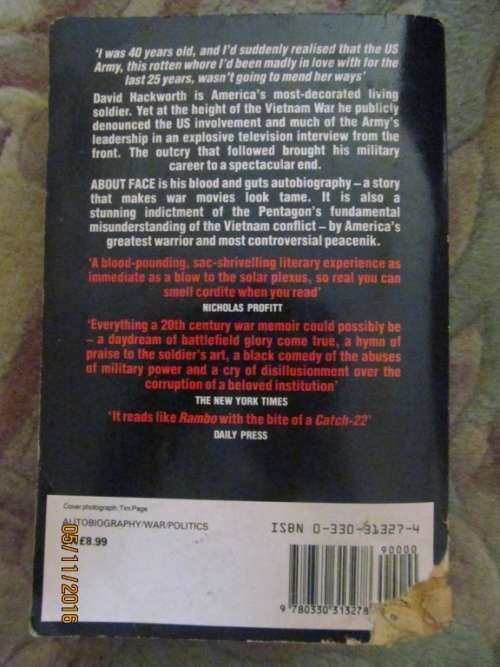 'I was 40 years old, and I'd suddenly realised that the US
Army, this rotten whore I'd been madly in love with for the
last 25 years, wasn't going to mend her ways'
David Hackworth is America's most-decorated living
soldier. Yet at the height of the Vietnam War he publicly
denounced the US involvement and much of the Army's
leadership in an explosive television interview from the
front. The outcry that followed brought his military
career to a spectacular end.
ABOUT FACE is his blood and guts autobiography – a story
that makes war movies look tame. It is also a
stunning indictment of the Pentagon's fundamental
misunderstanding of the Vietnam conflict – by America's
greatest warrior and most controversial peacenik.
'A blood-pounding, sac-shrivelling literary experience as
immediate as a blow to the solar plexus, so real you can
smell cordite when you read'
NICHOLAS PROFITT
'Everything a 20th century war memoir could possibly be
– a daydream of battlefield glory come true, a hymn of
praise to the soldier's art, a black comedy of the abuses
of military power and a cry of disillusionment over the
corruption of a beloved institution'
THE NEW YORK TIMES
'It reads like Rambo with the bite of a Catch-22'
DAILY PRESS
Cover photograph: Tim Page
AUTOBIOGRAPHY/WAR/POLITICS
£8.99
ISBN 0-330-31327-4
90000
9 780330 313278
05/11/2016